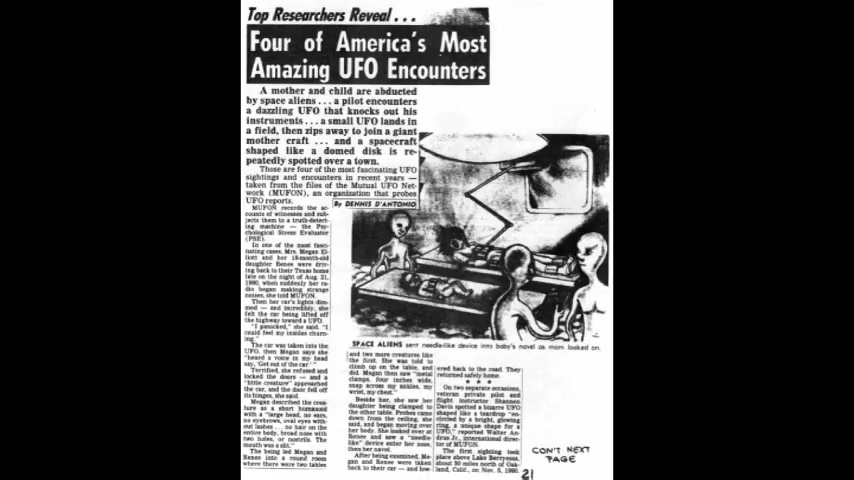 Top Researchers Reveal . . .
Four of America's Most
Amazing UFO Encounters
A mother and child are abducted
by space aliens . . . a pilot encounters
a dazzling UFO that knocks out his
instruments . . . a small UFO lands in
a field, then zips away to join a giant
mother craft . . . and a spacecraft
shaped like a domed disk is re-
peatedly spotted over a town.
Those are four of the most fascinating UFO
sightings and encounters in recent years —
taken from the files of the Mutual UFO Net-
work (MUFON), an organization that probes
UFO reports.
By DENNIS D'ANTONIO
MUFON records the ac-
counts of witnesses and sub-
jects them to a truth-detect-
ing machine — the Psy-
chological Stress Evaluator
(PSE).
In one of the most fasci-
nating cases, Mrs. Megan El-
liott and her 18-month-old
daughter Renee were driv-
ing back to their Texas home
late on the night of Aug. 21,
1980, when suddenly her ra-
dio began making strange
noises, she told MUFON.
Then her car's lights dim-
med — and incredibly, she
felt the car being lifted off
the highway toward a UFO.
"I panicked," she said. "I
could feel my insides churn-
ing."
The car was taken into the
UFO, then Megan says she
"heard a voice in my head
say, 'Get out of the car.' "
Terrified, she refused and
locked the doors — and a
"little creature" approached
the car, and the door fell off
its hinges, she said.
Megan described the crea-
ture as a short humanoid
with a "large head, no ears,
no eyebrows, oval eyes with-
out lashes . . . no hair on the
entire body, broad nose with
two holes, or nostrils. The
mouth was a slit."
The being led Megan and
Renee into a round room
where there were two tables
SPACE ALIENS sent needle-like device into baby's navel as mom looked on.
and two more creatures like
the first. She was told to
climb up on the table, and
did. Megan then saw "metal
clamps, four inches wide,
snap across my ankles, my
wrist, my chest."
Beside her, she saw her
daughter being clamped to
the other table. Probes came
down from the ceiling, she
said, and began moving over
her body. She looked over at
Renee and saw a "needle-
like" device enter her nose,
then her navel.
After being examined, Me-
gan and Renee were taken
back to their car — and low-
ered back to the road. They
returned safely home.
* * *
On two separate occasions,
veteran private pilot and
flight instructor Shannon
Davis spotted a bizarre UFO
shaped like a teardrop "en-
circled by a bright, glowing
ring, a unique shape for a
UFO," reported Walter An-
drus Jr., international direc-
tor of MUFON.
The first sighting took
place above Lake Berryessa,
about 50 miles north of Oak-
land, Calif., on Nov. 5, 1980.
CON'T NEXT
PAGE
21